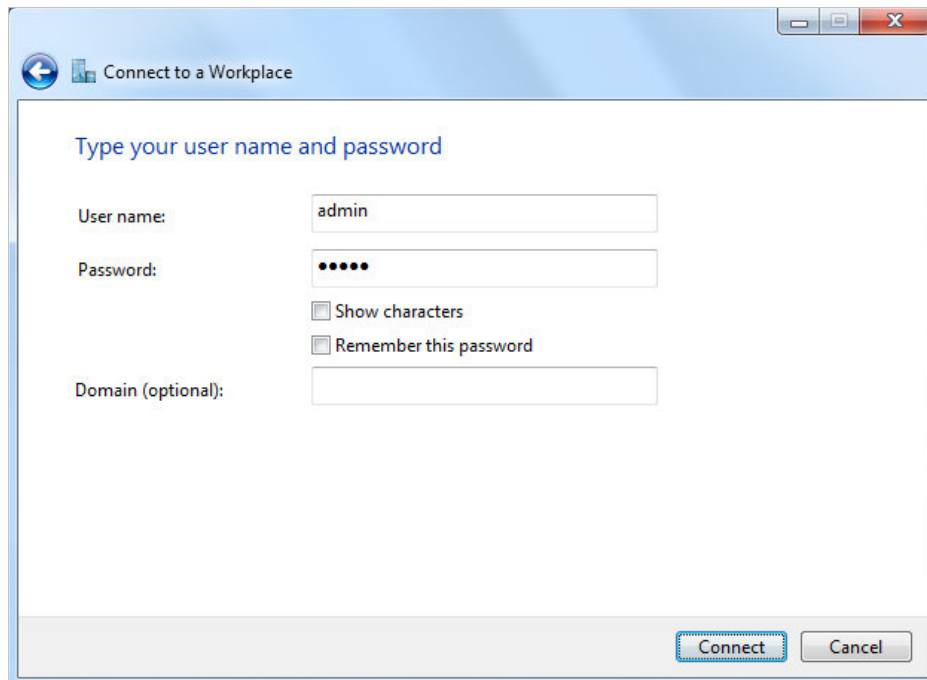 Connect to a Workplace
Type your user name and password
User name: admin
Password: •••••
Show characters
Remember this password
Domain (optional):
Connect Cancel